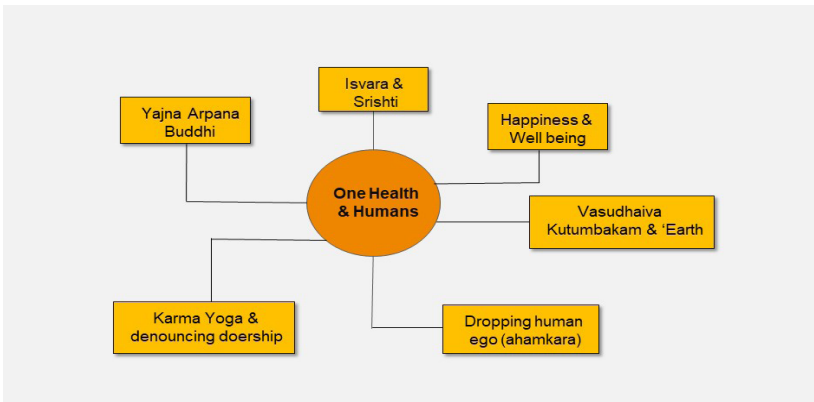 Isvara &
Srishti
Yajna Arpana
Buddhi
Happiness &
Well being
One Health
& Humans
Vasudhaiva
Kutumbakam & ‘Earth
Karma Yoga &
denouncing doership
Dropping human
ego (ahamkara)